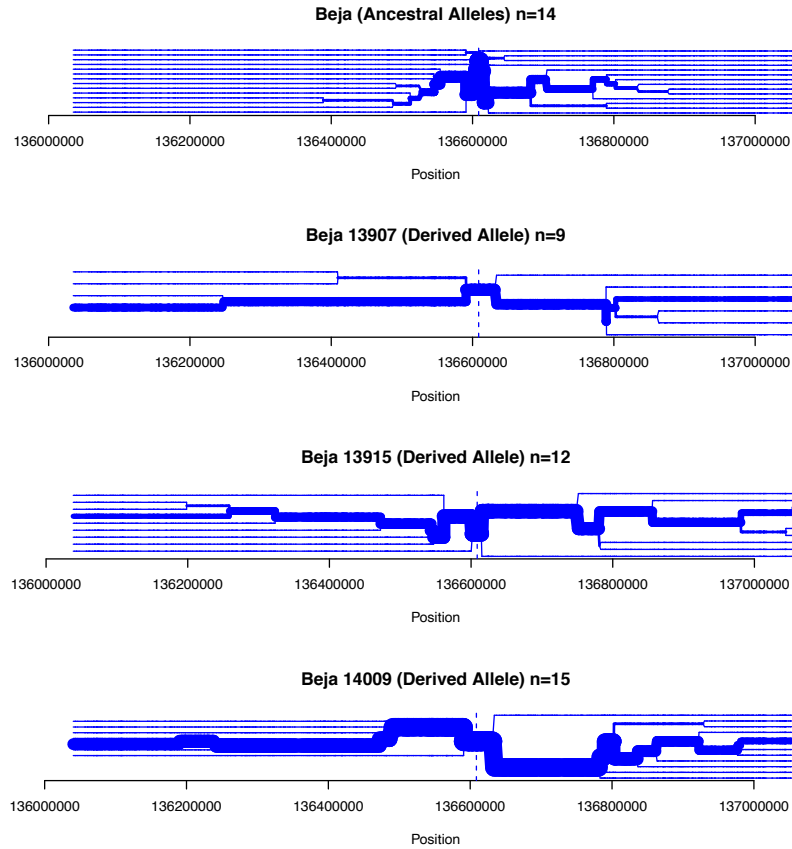 Beja (Ancestral Alleles) n=14
136000000 136200000 136400000 136600000 136800000 137000000
Position
Beja 13907 (Derived Allele) n=9
136000000 136200000 136400000 136600000 136800000 137000000
Position
Beja 13915 (Derived Allele) n=12
136000000 136200000 136400000 136600000 136800000 137000000
Position
Beja 14009 (Derived Allele) n=15
136000000 136200000 136400000 136600000 136800000 137000000
Position